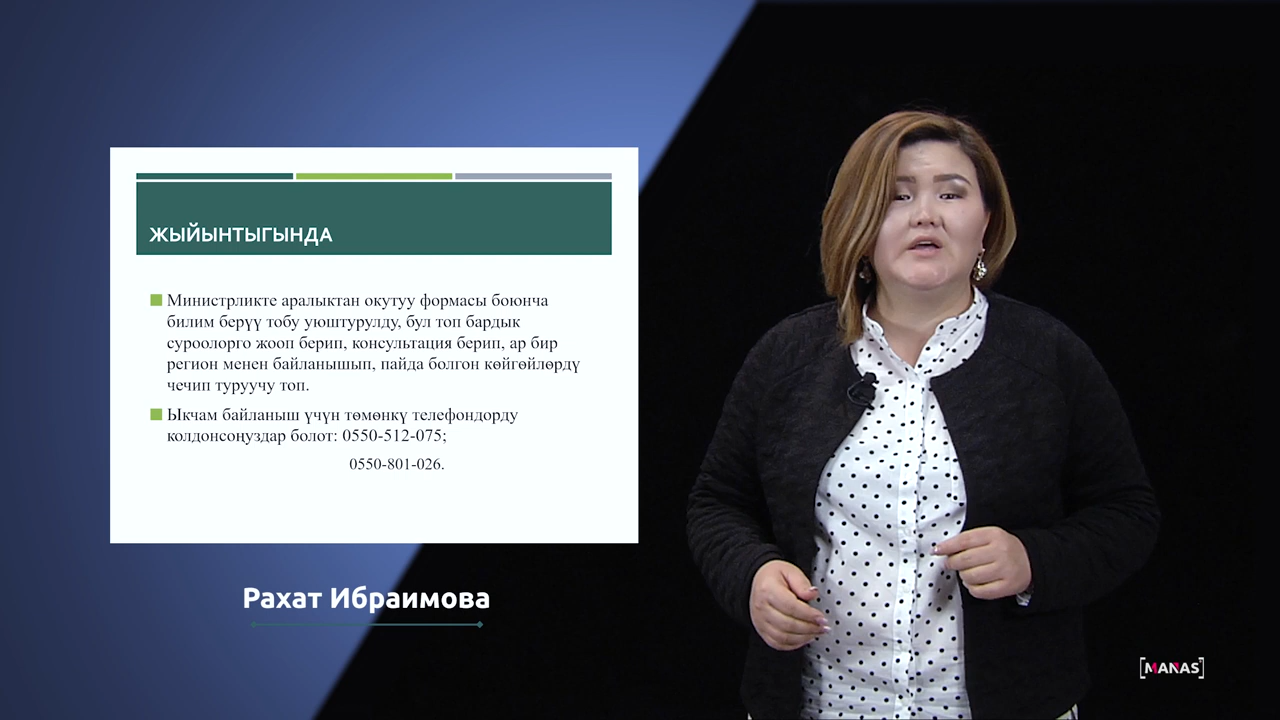 ЖЫЙЫНТЫГЫНДА
Министрликте аралыктан окутуу формасы боюнча
билим берүү тобу уюштурулду, бул топ бардык
суроолорго жооп берип, консультация берип, ар бир
регион менен байланышып, пайда болгон көйгөйлөрдү
чечип туруучу топ.
Ыкчам байланыш үчүн төмөнкү телефондорду
колдонсоңуздар болот: 0550-512-075;
0550-801-026.
Рахат Ибраимова
[MANAS]